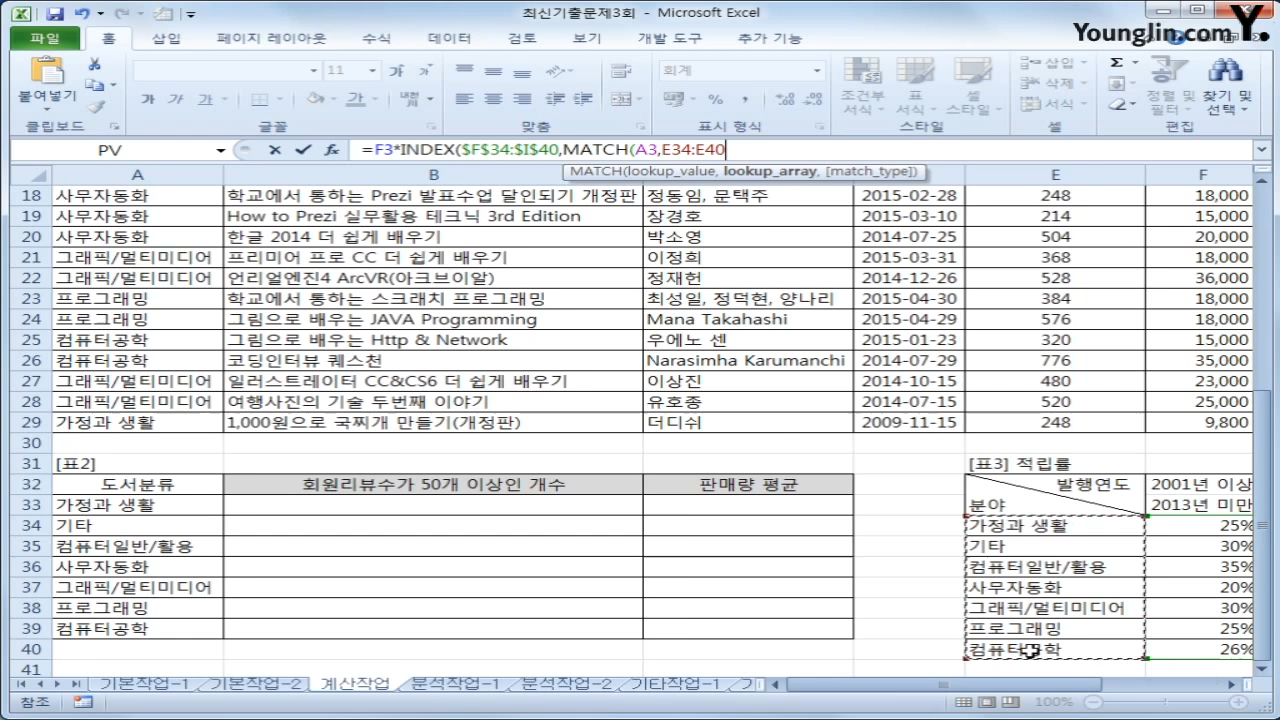 최신기출문제3회 - Microsoft Excel
Younglin.com Y.
파일 홈 삽입 페이지 레이아웃 수식 데이터 검토 보기 개발 도구 추가 기능
붙여넣기 클립보드
11 가 가 가 가 가 가 내천 글꼴
맞춤
회계 % , 표시 형식
조건부 서식 표 서식 셀 스타일 스타일
삽입 삭제 서식 셀
Σ 정렬 및 필터 찾기 및 선택 편집
PV fx =F3*INDEX($F$34:$I$40,MATCH(A3,E34:E40
MATCH(lookup_value, lookup_array, [match_type])
A B E F
18 사무자동화 학교에서 통하는 Prezi 발표수업 달인되기 개정판 정동임, 문택주 2015-02-28 248 18,000
19 사무자동화 How to Prezi 실무활용 테크닉 3rd Edition 장경호 2015-03-10 214 15,000
20 사무자동화 한글 2014 더 쉽게 배우기 박소영 2014-07-25 504 20,000
21 그래픽/멀티미디어 프리미어 프로 CC 더 쉽게 배우기 이정희 2015-03-31 368 18,000
22 그래픽/멀티미디어 언리얼엔진4 ArcVR(아크브이알) 정재헌 2014-12-26 528 36,000
23 프로그래밍 학교에서 통하는 스크래치 프로그래밍 최성일, 정덕현, 양나리 2015-04-30 384 18,000
24 프로그래밍 그림으로 배우는 JAVA Programming Mana Takahashi 2015-04-29 576 18,000
25 컴퓨터공학 그림으로 배우는 Http & Network 우에노 센 2015-01-23 320 15,000
26 컴퓨터공학 코딩인터뷰 퀘스천 Narasimha Karumanchi 2014-07-29 776 35,000
27 그래픽/멀티미디어 일러스트레이터 CC&CS6 더 쉽게 배우기 이상진 2014-10-15 480 23,000
28 그래픽/멀티미디어 여행사진의 기술 두번째 이야기 유호종 2014-07-15 520 25,000
29 가정과 생활 1,000원으로 국찌개 만들기(개정판) 더디쉬 2009-11-15 248 9,800
30
31 [표2] [표3] 적립률
32 도서분류 회원리뷰수가 50개 이상인 개수 판매량 평균 발행연도 2001년 이상
33 가정과 생활 분야 2013년 미만
34 기타 가정과 생활 25%
35 컴퓨터일반/활용 기타 30%
36 사무자동화 컴퓨터일반/활용 35%
37 그래픽/멀티미디어 사무자동화 20%
38 프로그래밍 그래픽/멀티미디어 30%
39 컴퓨터공학 프로그래밍 25%
40 컴퓨터공학 26%
41
기본작업-1 기본작업-2 계산작업 분석작업-1 분석작업-2 기타작업-1 기
참조 100%